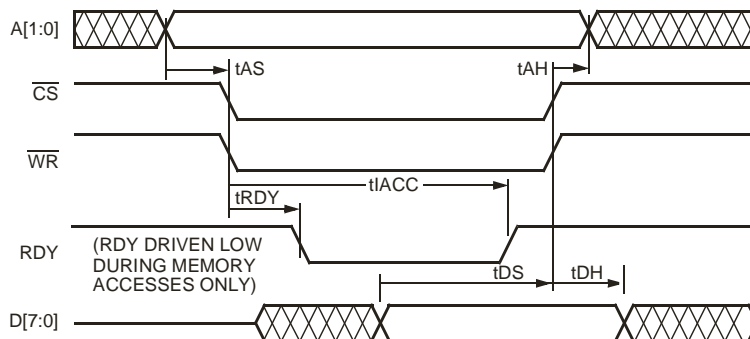 A[1:0]
tAS
tAH
CS
WR
tIACC
tRDY
RDY
(RDY DRIVEN LOW
DURING MEMORY
ACCESSES ONLY)
tDS
tDH
D[7:0]